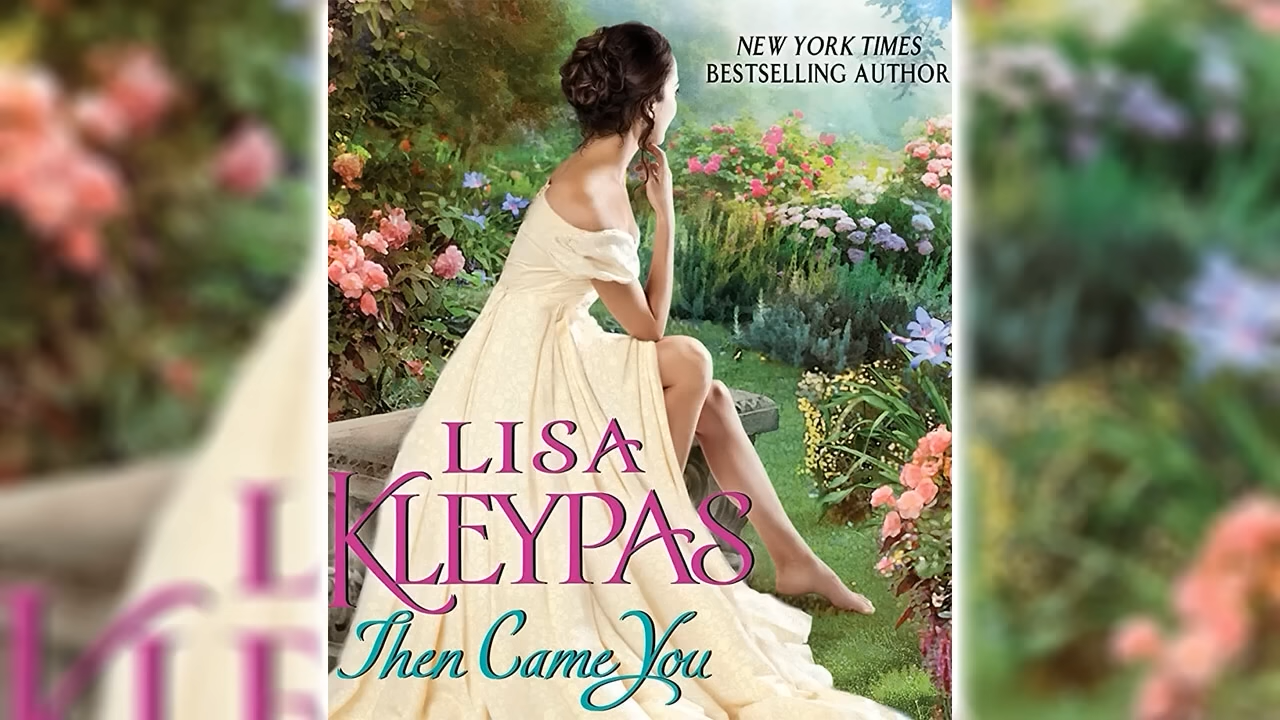 NEW YORK TIMES
BESTSELLING AUTHOR
LISA
KLEYPAS
Then Came You